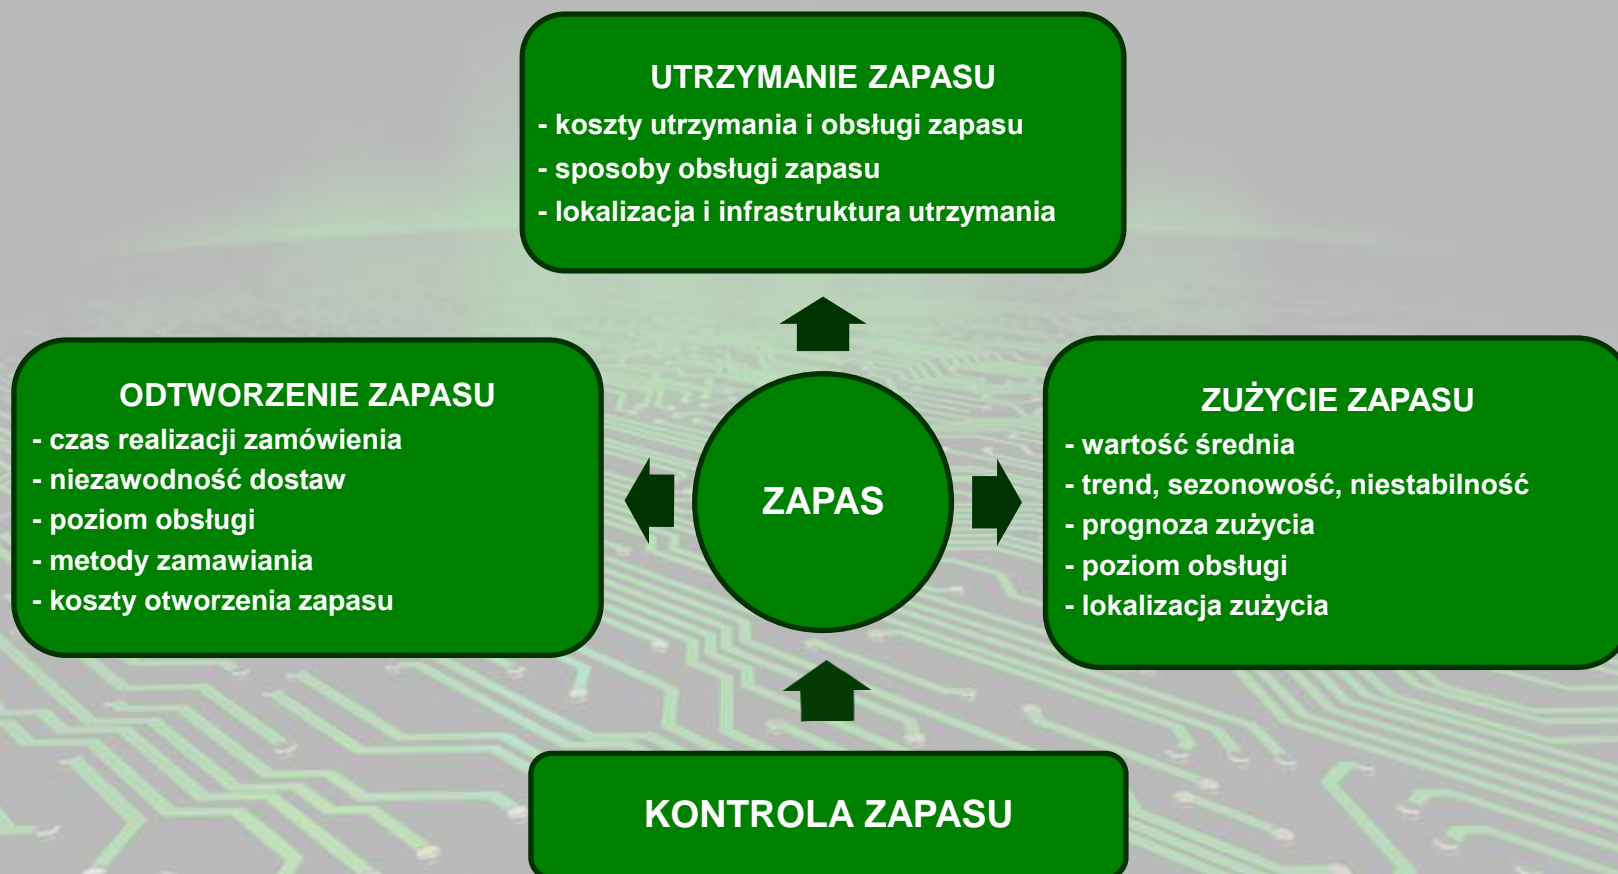 UTRZYMANIE ZAPASU
- koszty utrzymania i obsługi zapasu
- sposoby obsługi zapasu
- lokalizacja i infrastruktura utrzymania
ODTWORZENIE ZAPASU
- czas realizacji zamówienia
- niezawodność dostaw
- poziom obsługi
- metody zamawiania
- koszty otworzenia zapasu
ZAPAS
ZUŻYCIE ZAPASU
- wartość średnia
- trend, sezonowość, niestabilność
- prognoza zużycia
- poziom obsługi
- lokalizacja zużycia
KONTROLA ZAPASU